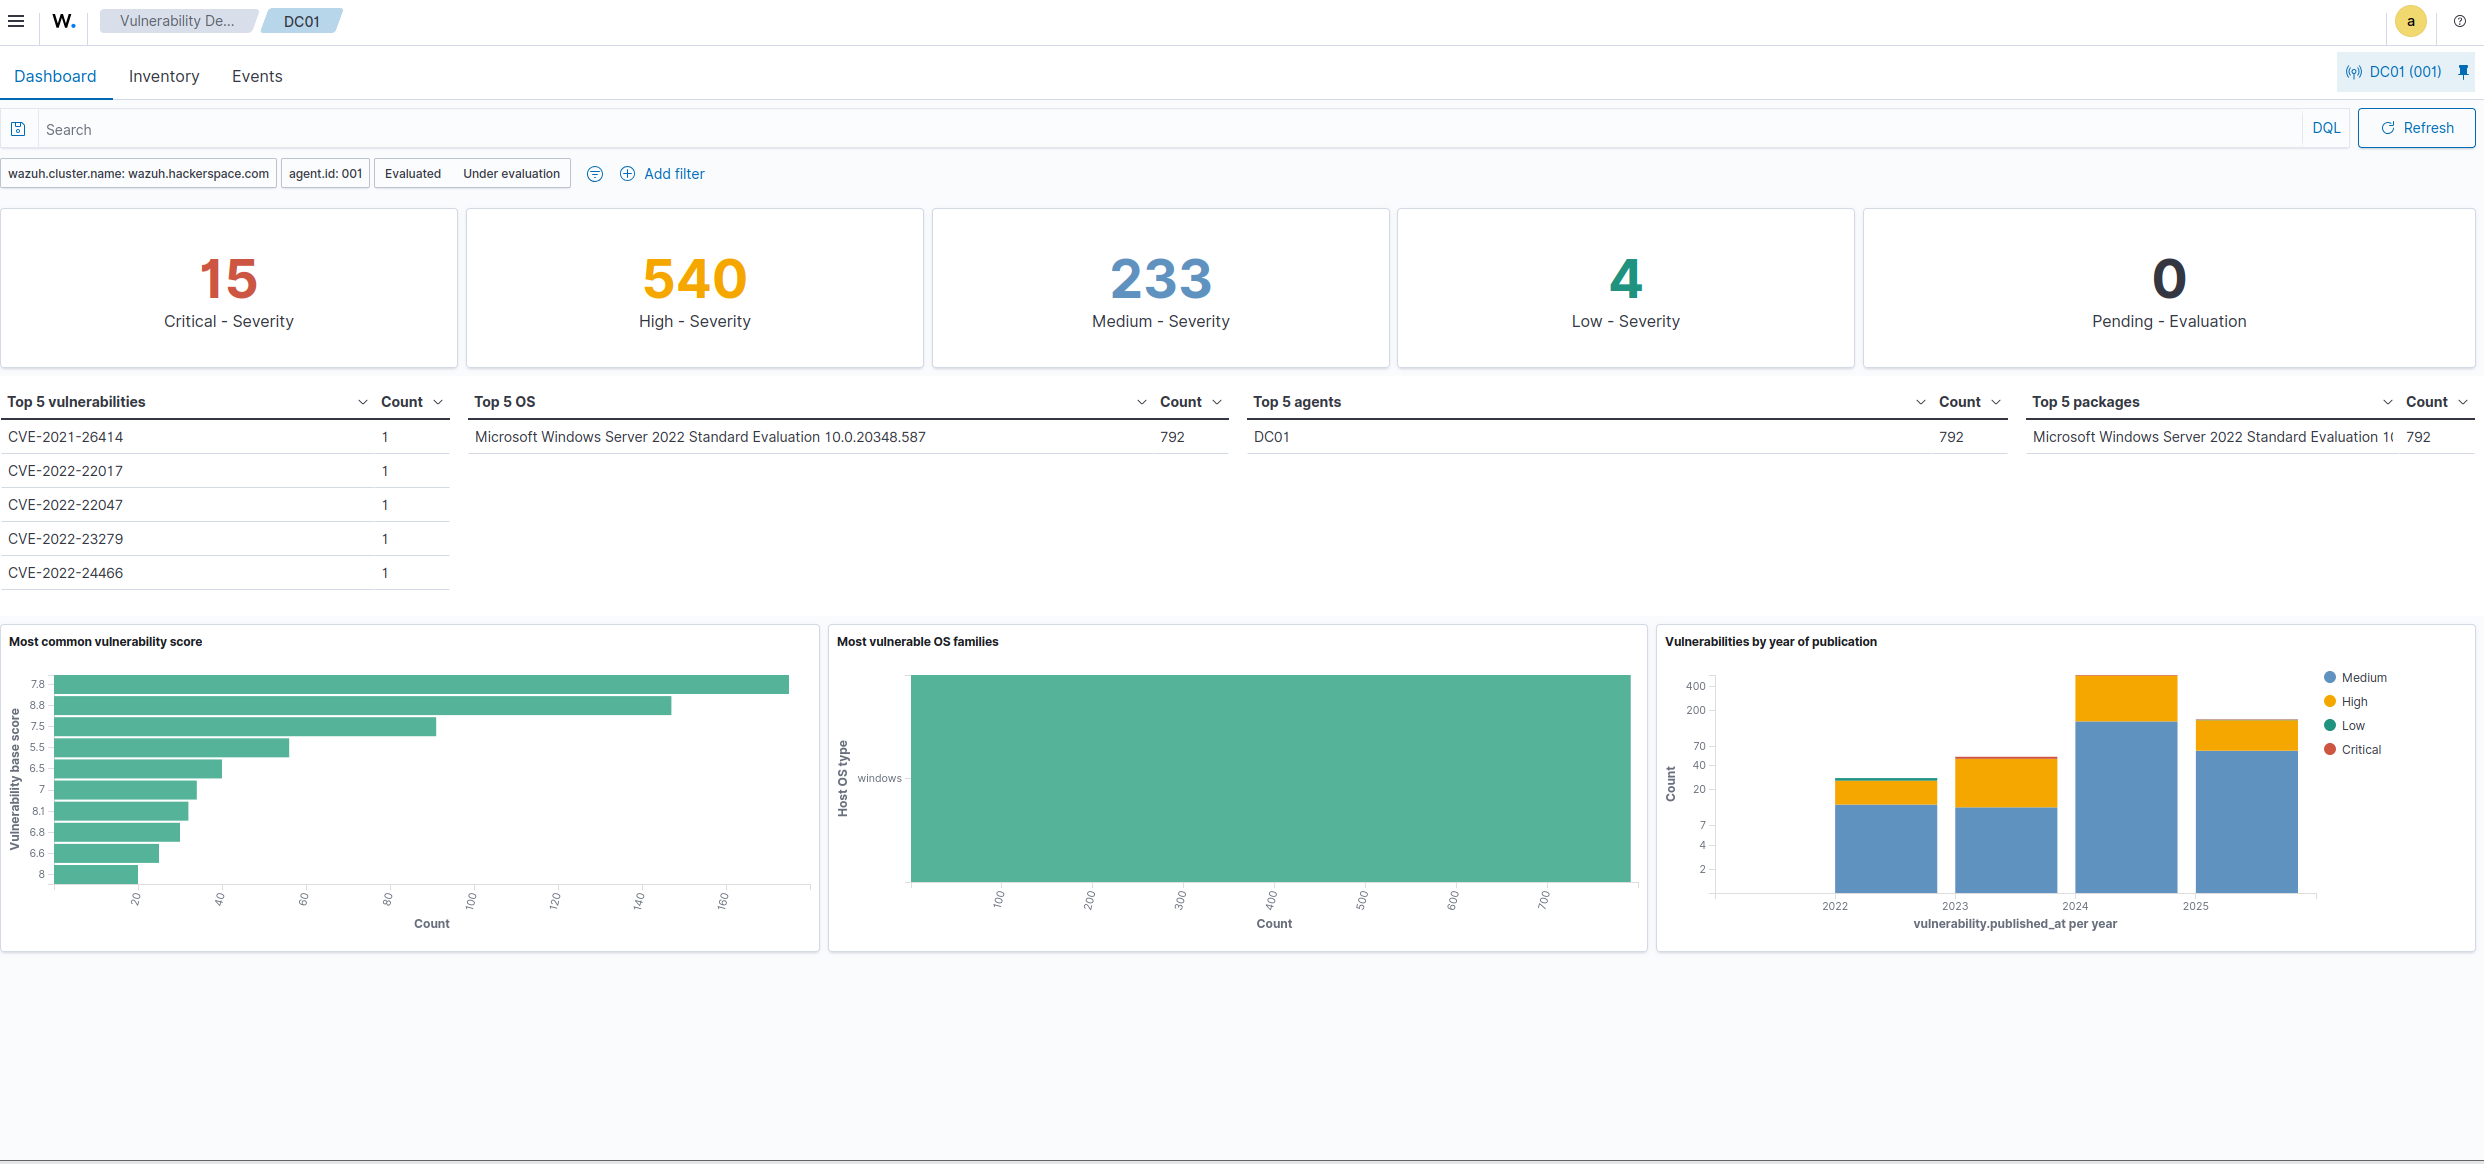 W. Vulnerability De... DC01 a
Dashboard Inventory Events DC01 (001)
Search DQL Refresh
wazuh.cluster.name: wazuh.hackerspace.com agent.id: 001 Evaluated Under evaluation Add filter
15
Critical - Severity
540
High - Severity
233
Medium - Severity
4
Low - Severity
0
Pending - Evaluation
Top 5 vulnerabilities Count
CVE-2021-26414 1
CVE-2022-22017 1
CVE-2022-22047 1
CVE-2022-23279 1
CVE-2022-24466 1
Top 5 OS Count
Microsoft Windows Server 2022 Standard Evaluation 10.0.20348.587 792
Top 5 agents Count
DC01 792
Top 5 packages Count
Microsoft Windows Server 2022 Standard Evaluation 1( 792
Most common vulnerability score
Vulnerability base score
7.8
8.8
7.5
5.5
6.5
7
8.1
6.8
6.6
8
20 40 60 80 100 120 140 160
Count
Most vulnerable OS families
Host OS type
windows
100 200 300 400 500 600 700
Count
Vulnerabilities by year of publication
Count
400
200
70
40
20
7
4
2
2022 2023 2024 2025
vulnerability.published_at per year
Medium
High
Low
Critical